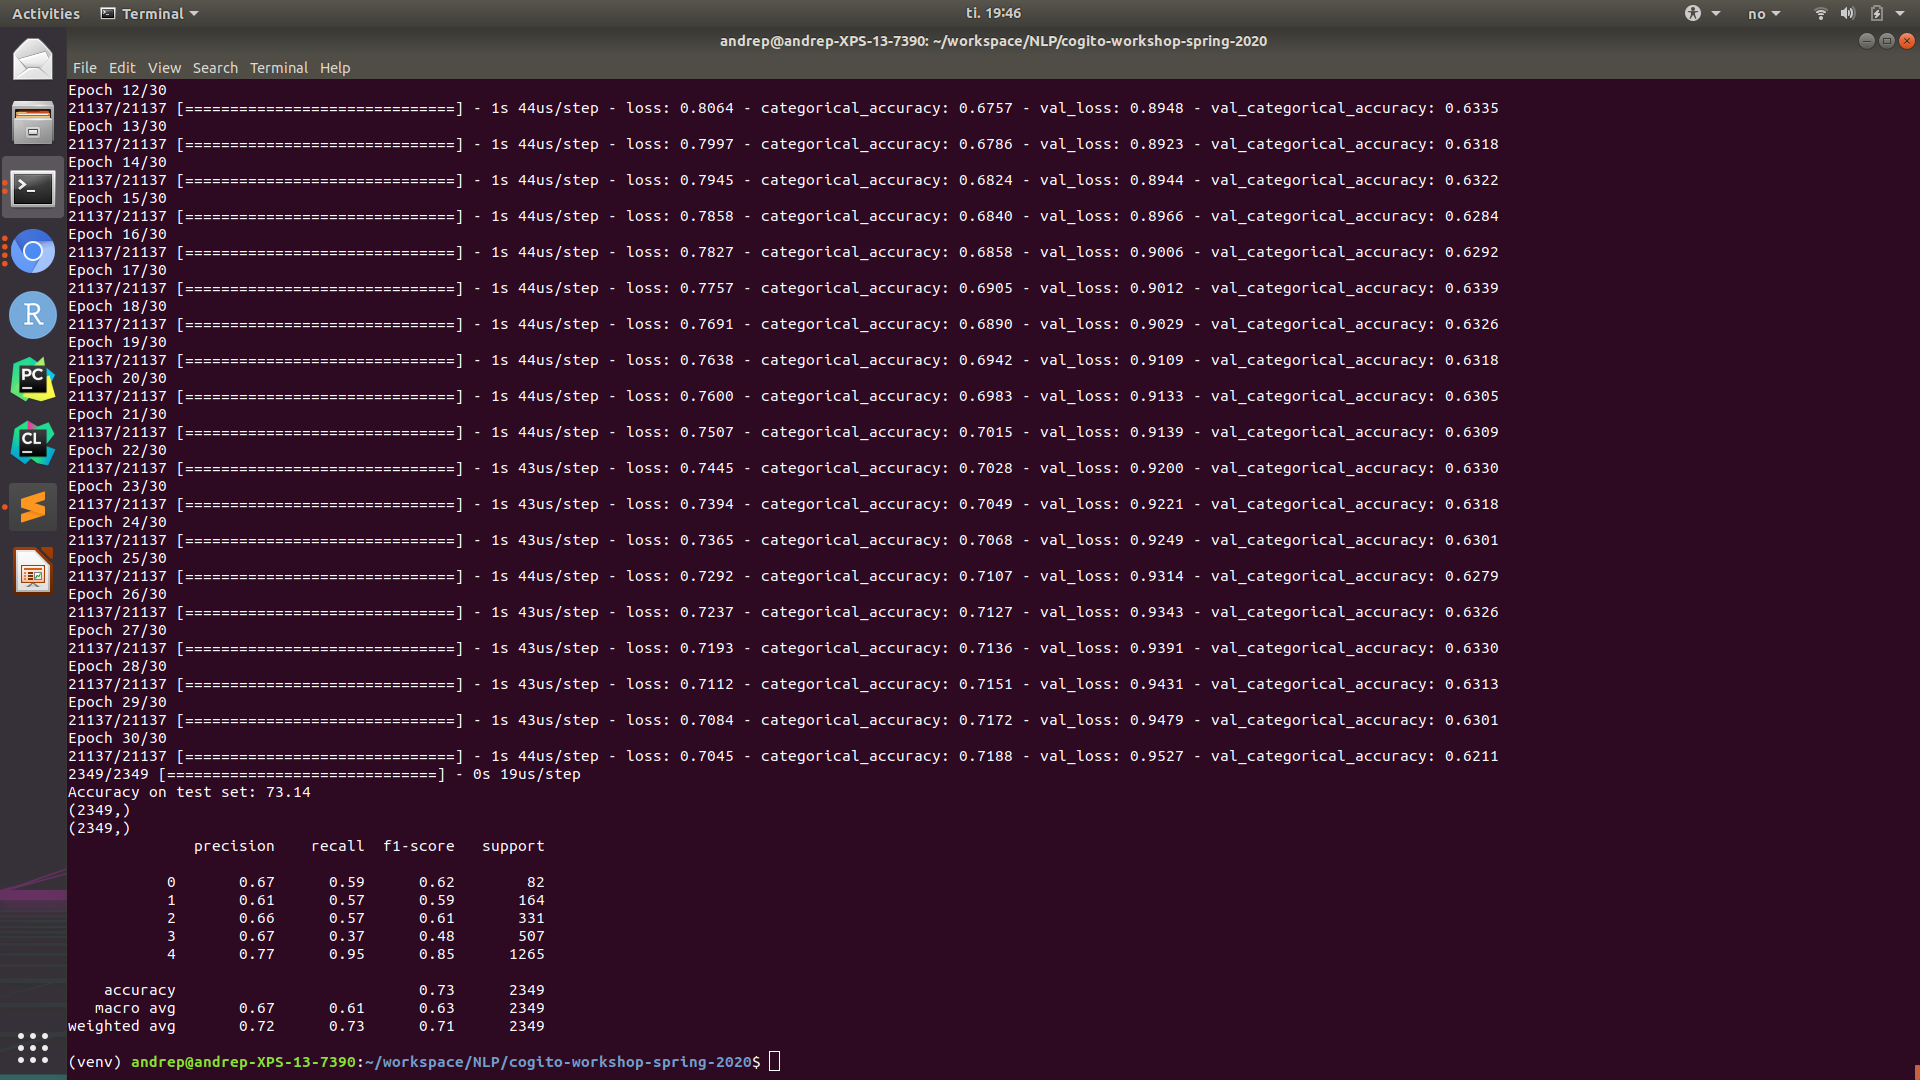 Activities Terminal ti. 19:46 no
andrep@andrep-XPS-13-7390: ~/workspace/NLP/cogito-workshop-spring-2020
File Edit View Search Terminal Help
Epoch 12/30
21137/21137 [==============================] - 1s 44us/step - loss: 0.8064 - categorical_accuracy: 0.6757 - val_loss: 0.8948 - val_categorical_accuracy: 0.6335
Epoch 13/30
21137/21137 [==============================] - 1s 44us/step - loss: 0.7997 - categorical_accuracy: 0.6786 - val_loss: 0.8923 - val_categorical_accuracy: 0.6318
Epoch 14/30
21137/21137 [==============================] - 1s 44us/step - loss: 0.7945 - categorical_accuracy: 0.6824 - val_loss: 0.8944 - val_categorical_accuracy: 0.6322
Epoch 15/30
21137/21137 [==============================] - 1s 44us/step - loss: 0.7858 - categorical_accuracy: 0.6840 - val_loss: 0.8966 - val_categorical_accuracy: 0.6284
Epoch 16/30
21137/21137 [==============================] - 1s 44us/step - loss: 0.7827 - categorical_accuracy: 0.6858 - val_loss: 0.9006 - val_categorical_accuracy: 0.6292
Epoch 17/30
21137/21137 [==============================] - 1s 44us/step - loss: 0.7757 - categorical_accuracy: 0.6905 - val_loss: 0.9012 - val_categorical_accuracy: 0.6339
Epoch 18/30
21137/21137 [==============================] - 1s 44us/step - loss: 0.7691 - categorical_accuracy: 0.6890 - val_loss: 0.9029 - val_categorical_accuracy: 0.6326
Epoch 19/30
21137/21137 [==============================] - 1s 44us/step - loss: 0.7638 - categorical_accuracy: 0.6942 - val_loss: 0.9109 - val_categorical_accuracy: 0.6318
Epoch 20/30
21137/21137 [==============================] - 1s 44us/step - loss: 0.7600 - categorical_accuracy: 0.6983 - val_loss: 0.9133 - val_categorical_accuracy: 0.6305
Epoch 21/30
21137/21137 [==============================] - 1s 44us/step - loss: 0.7507 - categorical_accuracy: 0.7015 - val_loss: 0.9139 - val_categorical_accuracy: 0.6309
Epoch 22/30
21137/21137 [==============================] - 1s 43us/step - loss: 0.7445 - categorical_accuracy: 0.7028 - val_loss: 0.9200 - val_categorical_accuracy: 0.6330
Epoch 23/30
21137/21137 [==============================] - 1s 43us/step - loss: 0.7394 - categorical_accuracy: 0.7049 - val_loss: 0.9221 - val_categorical_accuracy: 0.6318
Epoch 24/30
21137/21137 [==============================] - 1s 43us/step - loss: 0.7365 - categorical_accuracy: 0.7068 - val_loss: 0.9249 - val_categorical_accuracy: 0.6301
Epoch 25/30
21137/21137 [==============================] - 1s 44us/step - loss: 0.7292 - categorical_accuracy: 0.7107 - val_loss: 0.9314 - val_categorical_accuracy: 0.6279
Epoch 26/30
21137/21137 [==============================] - 1s 43us/step - loss: 0.7237 - categorical_accuracy: 0.7127 - val_loss: 0.9343 - val_categorical_accuracy: 0.6326
Epoch 27/30
21137/21137 [==============================] - 1s 43us/step - loss: 0.7193 - categorical_accuracy: 0.7136 - val_loss: 0.9391 - val_categorical_accuracy: 0.6330
Epoch 28/30
21137/21137 [==============================] - 1s 43us/step - loss: 0.7112 - categorical_accuracy: 0.7151 - val_loss: 0.9431 - val_categorical_accuracy: 0.6313
Epoch 29/30
21137/21137 [==============================] - 1s 43us/step - loss: 0.7084 - categorical_accuracy: 0.7172 - val_loss: 0.9479 - val_categorical_accuracy: 0.6301
Epoch 30/30
21137/21137 [==============================] - 1s 44us/step - loss: 0.7045 - categorical_accuracy: 0.7188 - val_loss: 0.9527 - val_categorical_accuracy: 0.6211
2349/2349 [==============================] - 0s 19us/step
Accuracy on test set: 73.14
(2349,)
(2349,)
precision recall f1-score support
0 0.67 0.59 0.62 82
1 0.61 0.57 0.59 164
2 0.66 0.57 0.61 331
3 0.67 0.37 0.48 507
4 0.77 0.95 0.85 1265
accuracy 0.73 2349
macro avg 0.67 0.61 0.63 2349
weighted avg 0.72 0.73 0.71 2349
(venv) andrep@andrep-XPS-13-7390:~/workspace/NLP/cogito-workshop-spring-2020$
R
PC
CL